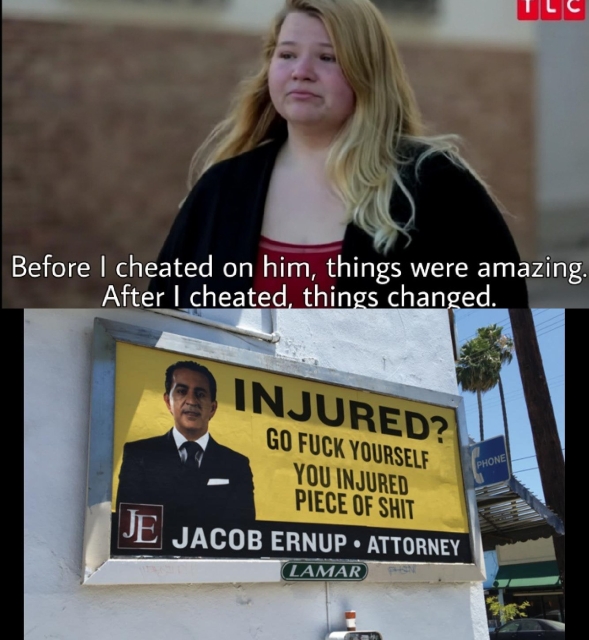 TLC
Before I cheated on him, things were amazing.
After I cheated, things changed.
INJURED?
GO FUCK YOURSELF
YOU INJURED
PIECE OF SHIT
JE
JACOB ERNUP • ATTORNEY
LAMAR
PHONE